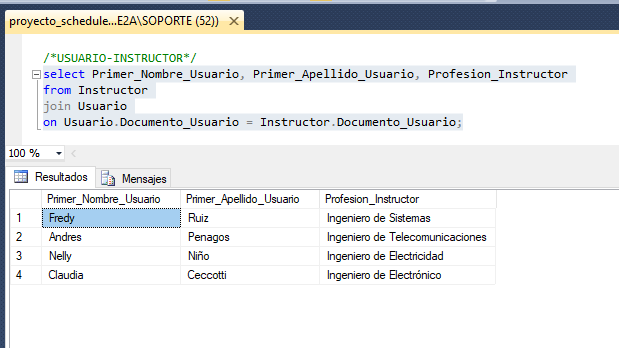 proyecto_schedule...E2A\SOPORTE (52))
/*USUARIO-INSTRUCTOR*/
select Primer_Nombre_Usuario, Primer_Apellido_Usuario, Profesion_Instructor
from Instructor
join Usuario
on Usuario.Documento_Usuario = Instructor.Documento_Usuario;
100 %
Resultados Mensajes
Primer_Nombre_Usuario Primer_Apellido_Usuario Profesion_Instructor
1 Fredy Ruiz Ingeniero de Sistemas
2 Andres Penagos Ingeniero de Telecomunicaciones
3 Nelly Niño Ingeniero de Electricidad
4 Claudia Ceccotti Ingeniero de Electrónico